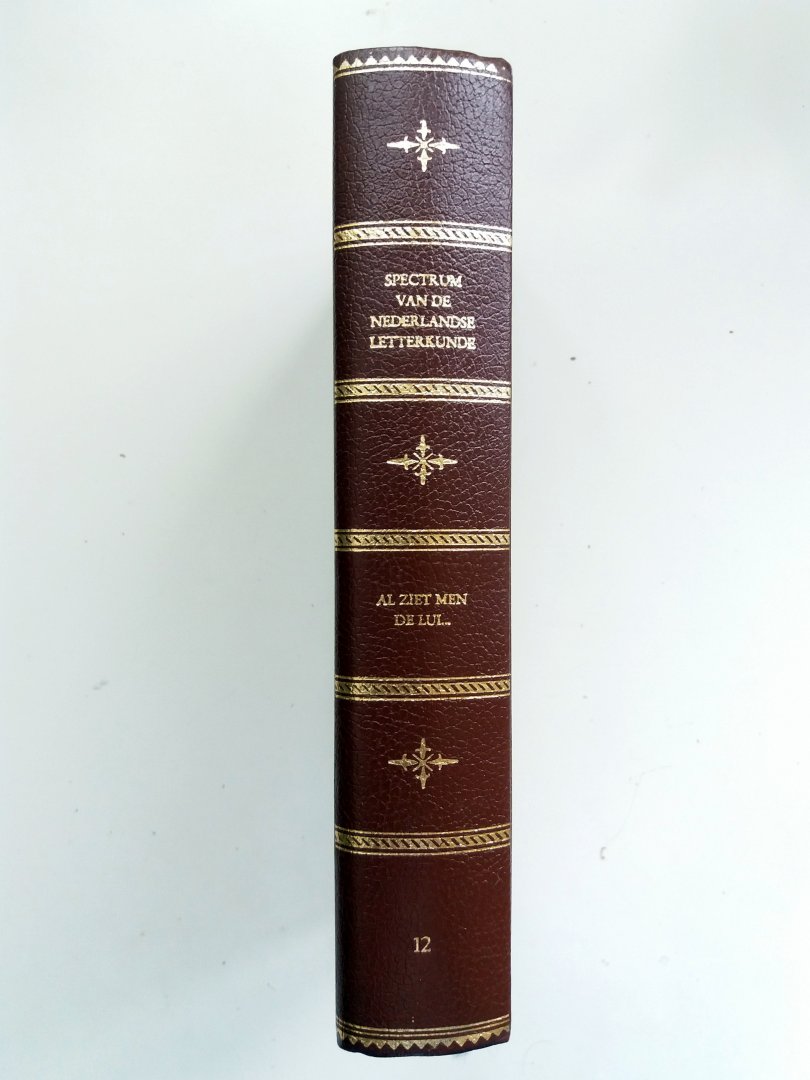 SPECTRUM
VAN DE
NEDERLANDSE
LETTERKUNDE
AL ZIET MEN
DE LUI...
12